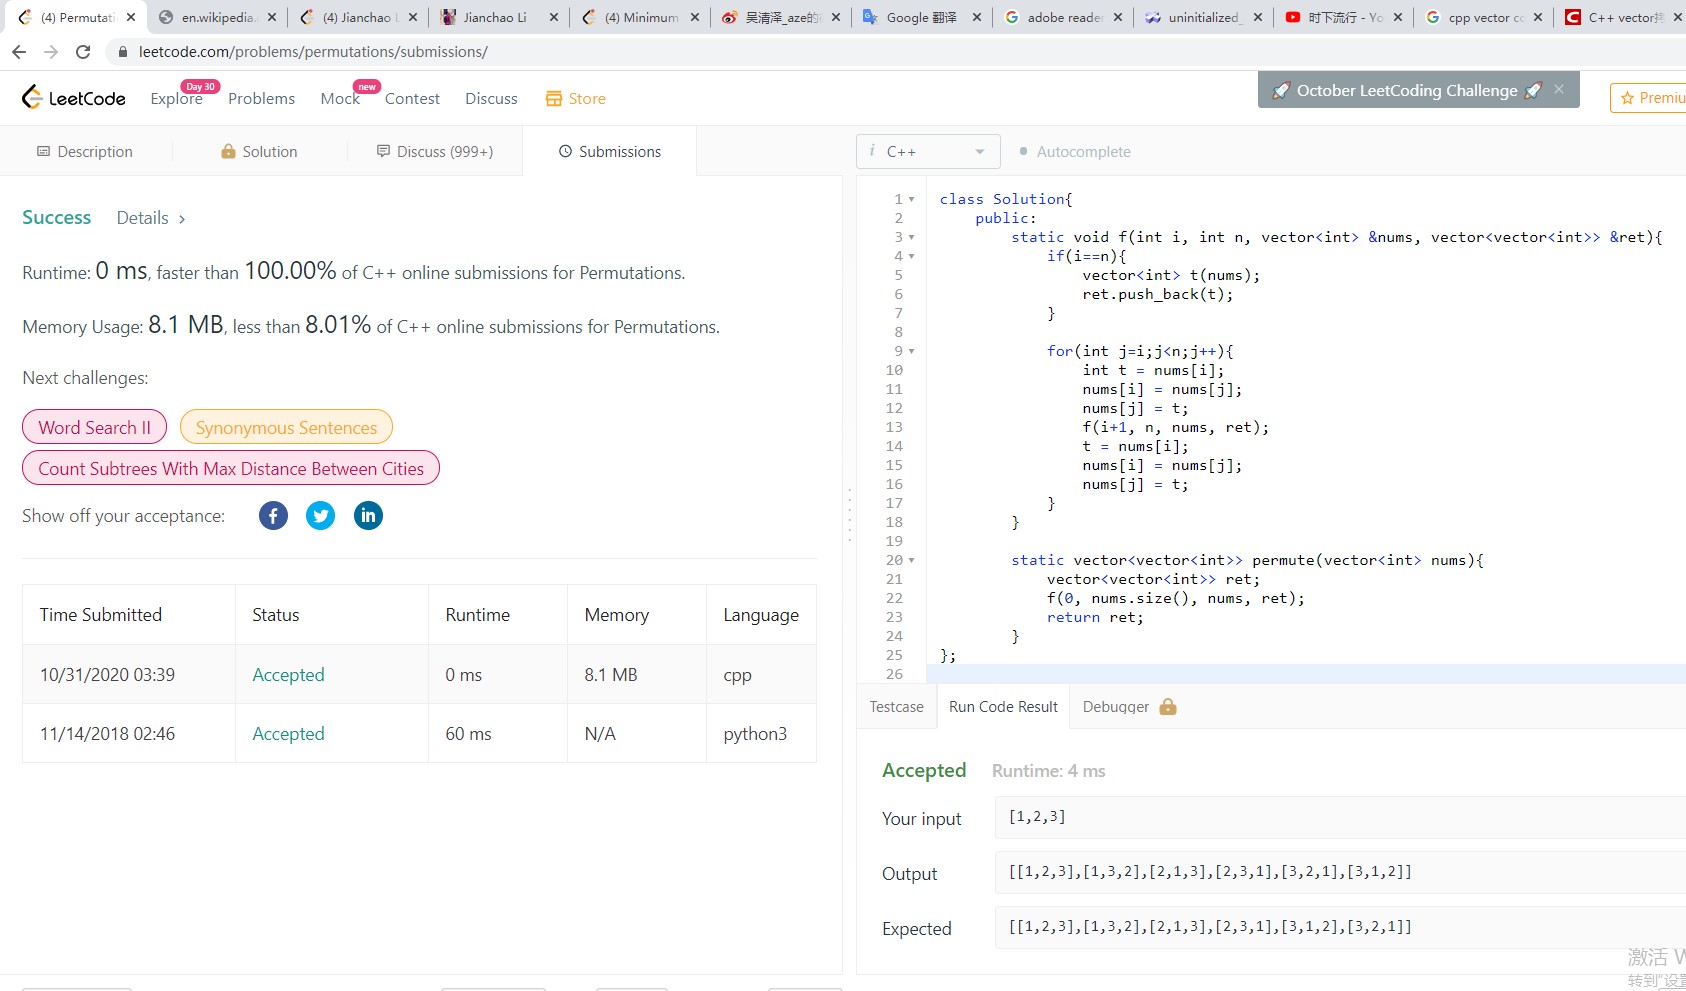 (4) Permutati
en.wikipedia.
(4) Jianchao L
Jianchao Li
(4) Minimum
吴清泽_aze的
Google 翻译
adobe reade
uninitialized_
时下流行 - Yo
cpp vector co
C++ vector拷
leetcode.com/problems/permutations/submissions/
LeetCode
Explore
Day 30
Problems
Mock
new
Contest
Discuss
Store
October LeetCoding Challenge
Premiu
Description
Solution
Discuss (999+)
Submissions
i C++
Autocomplete
Success
Details >
Runtime: 0 ms, faster than 100.00% of C++ online submissions for Permutations.
Memory Usage: 8.1 MB, less than 8.01% of C++ online submissions for Permutations.
Next challenges:
Word Search II
Synonymous Sentences
Count Subtrees With Max Distance Between Cities
Show off your acceptance:
Time Submitted Status Runtime Memory Language
10/31/2020 03:39 Accepted 0 ms 8.1 MB cpp
11/14/2018 02:46 Accepted 60 ms N/A python3
1 class Solution{
2 public:
3 static void f(int i, int n, vector<int> &nums, vector<vector<int>> &ret){
4 if(i==n){
5 vector<int> t(nums);
6 ret.push_back(t);
7 }
8
9 for(int j=i;j<n;j++){
10 int t = nums[i];
11 nums[i] = nums[j];
12 nums[j] = t;
13 f(i+1, n, nums, ret);
14 t = nums[i];
15 nums[i] = nums[j];
16 nums[j] = t;
17 }
18 }
19
20 static vector<vector<int>> permute(vector<int> nums){
21 vector<vector<int>> ret;
22 f(0, nums.size(), nums, ret);
23 return ret;
24 }
25 };
26
Testcase
Run Code Result
Debugger
Accepted Runtime: 4 ms
Your input [1,2,3]
Output [[1,2,3],[1,3,2],[2,1,3],[2,3,1],[3,2,1],[3,1,2]]
Expected [[1,2,3],[1,3,2],[2,1,3],[2,3,1],[3,1,2],[3,2,1]]
激活 W
转到"设置